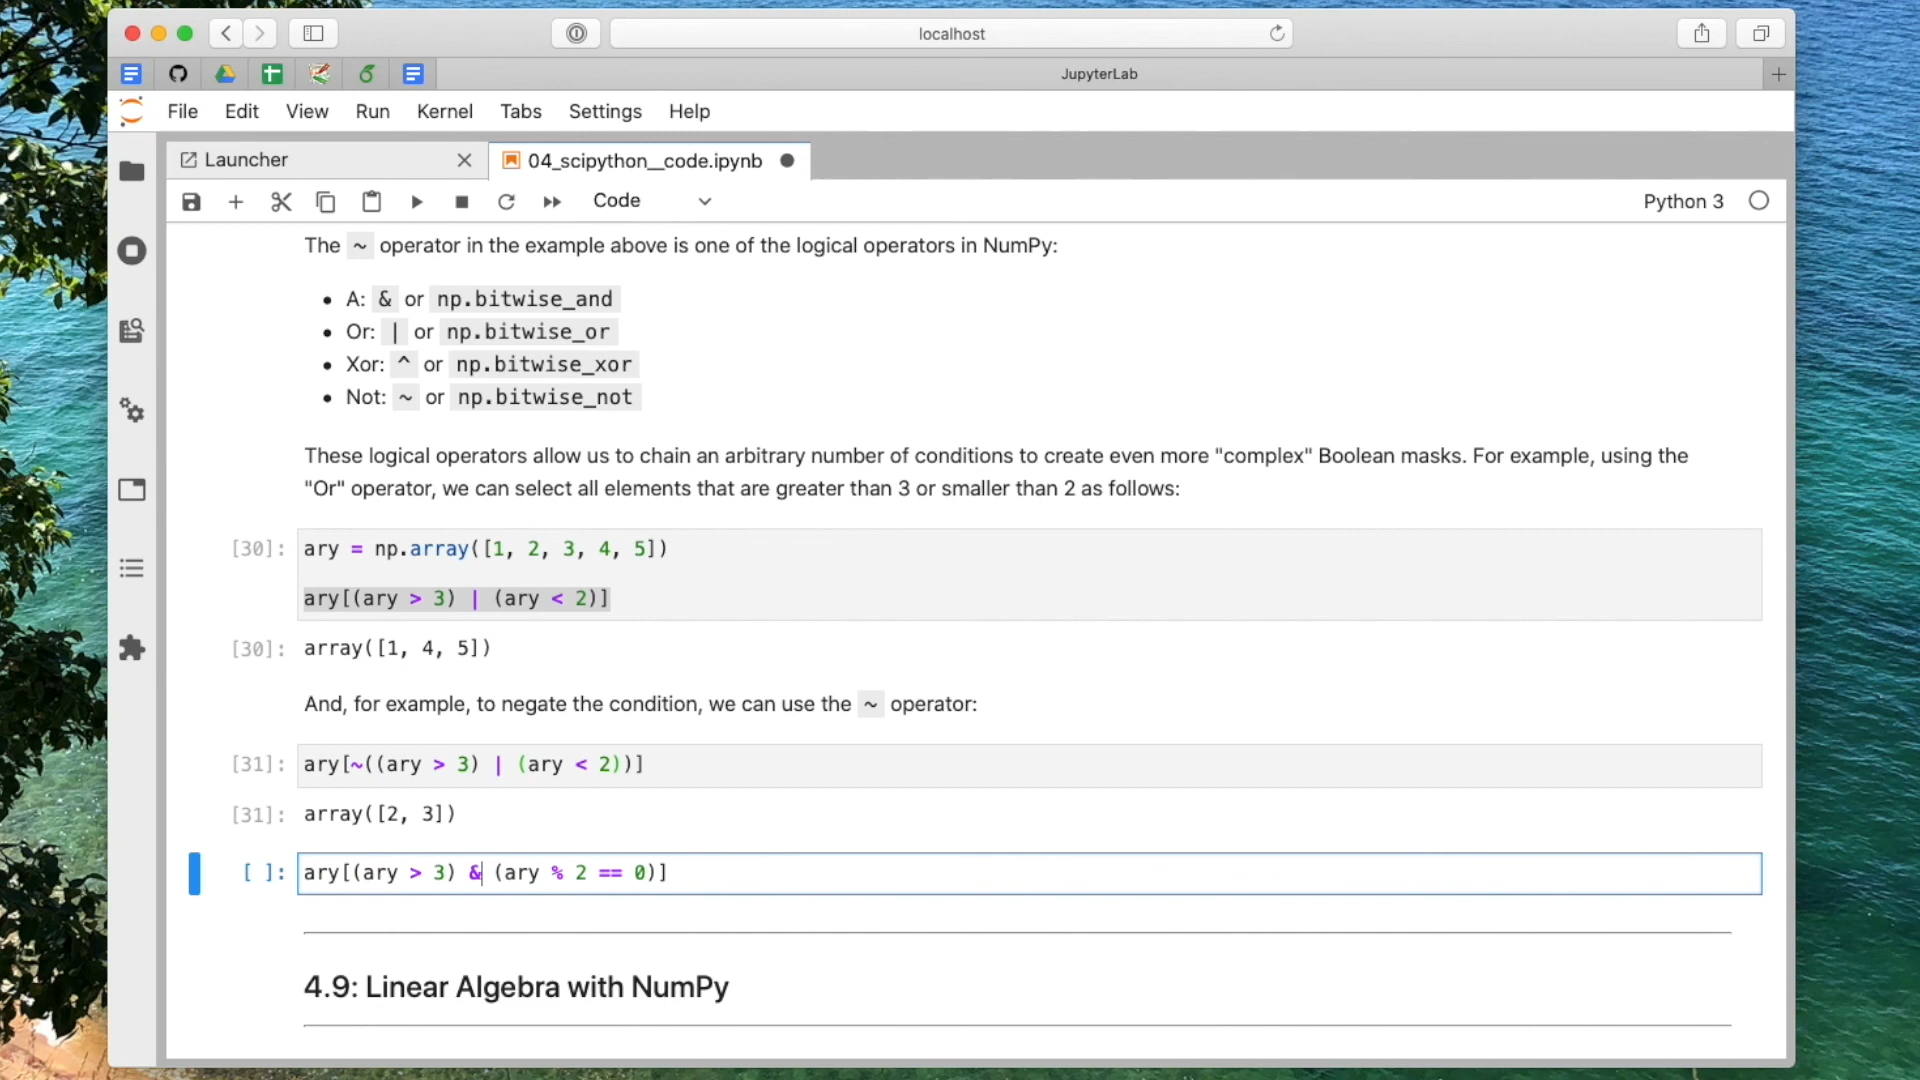 localhost
JupyterLab
File Edit View Run Kernel Tabs Settings Help
Launcher
04_scipython__code.ipynb
Code
Python 3
The ~ operator in the example above is one of the logical operators in NumPy:
• A: & or np.bitwise_and
• Or: | or np.bitwise_or
• Xor: ^ or np.bitwise_xor
• Not: ~ or np.bitwise_not
These logical operators allow us to chain an arbitrary number of conditions to create even more "complex" Boolean masks. For example, using the
"Or" operator, we can select all elements that are greater than 3 or smaller than 2 as follows:
[30]: ary = np.array([1, 2, 3, 4, 5])
ary[(ary > 3) | (ary < 2)]
[30]: array([1, 4, 5])
And, for example, to negate the condition, we can use the ~ operator:
[31]: ary[~((ary > 3) | (ary < 2))]
[31]: array([2, 3])
[ ]: ary[(ary > 3) & (ary % 2 == 0)]
4.9: Linear Algebra with NumPy